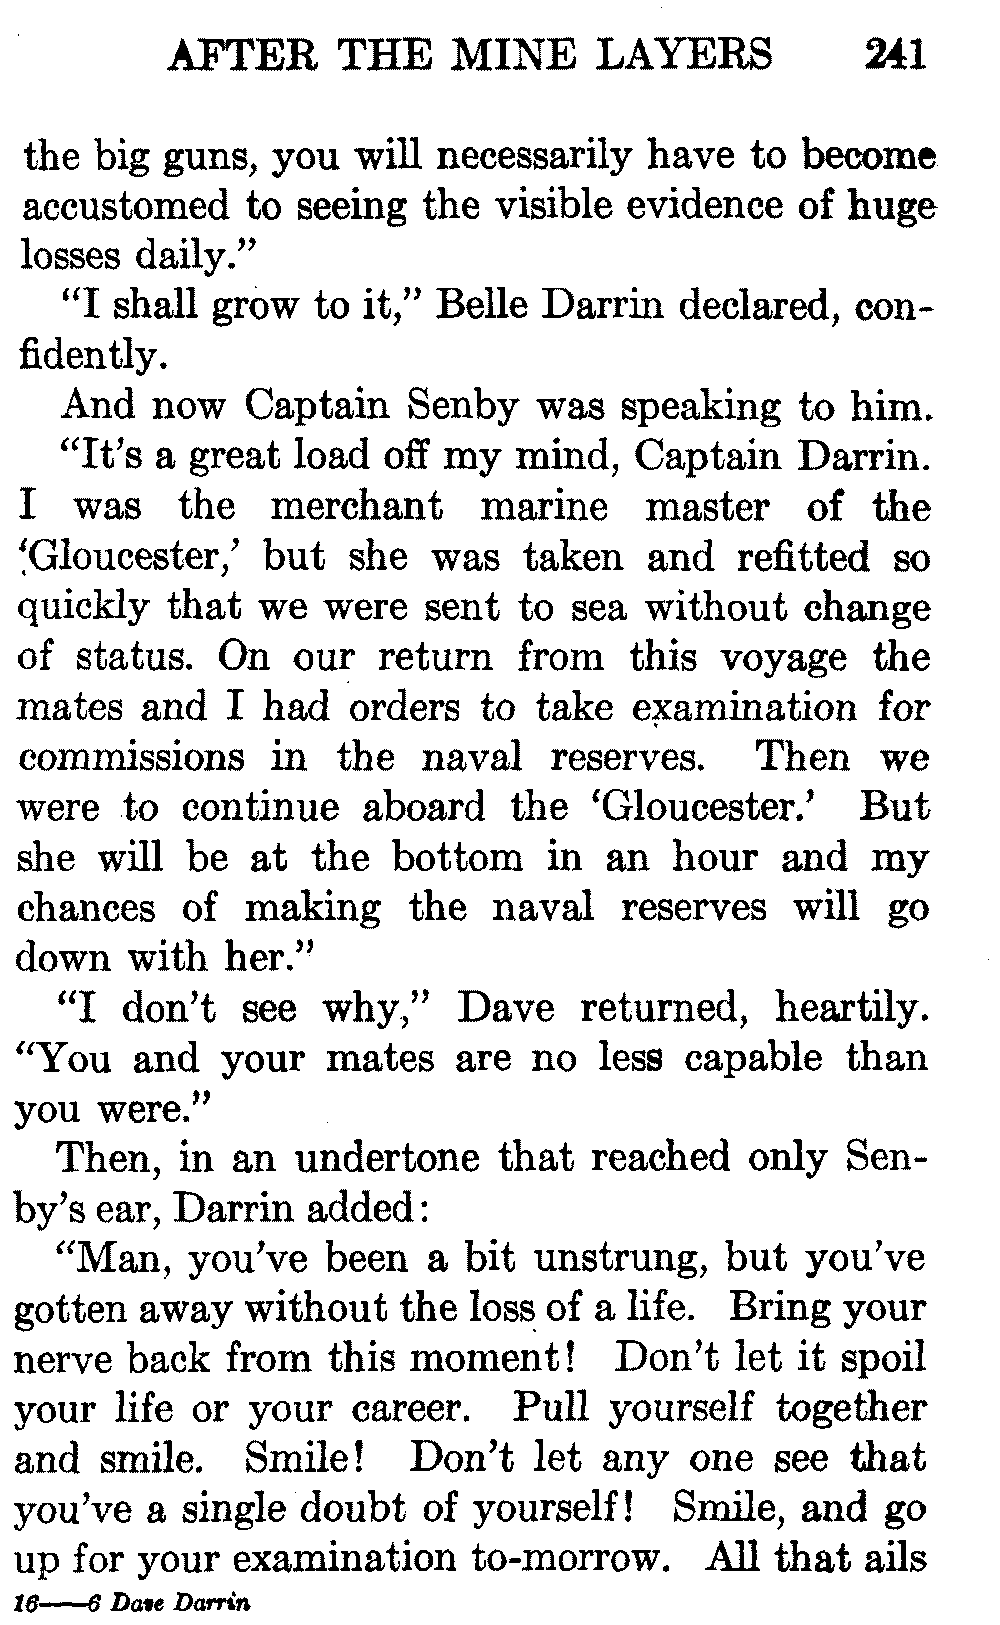 AFTER THE MINE LAYERS 241
the big guns, you will necessarily have to become
accustomed to seeing the visible evidence of huge
losses daily.”
“I shall grow to it,” Belle Darrin declared, con-
fidently.
And now Captain Senby was speaking to him.
“It’s a great load off my mind, Captain Darrin.
I was the merchant marine master of the
‘Gloucester,’ but she was taken and refitted so
quickly that we were sent to sea without change
of status. On our return from this voyage the
mates and I had orders to take examination for
commissions in the naval reserves. Then we
were to continue aboard the ‘Gloucester.’ But
she will be at the bottom in an hour and my
chances of making the naval reserves will go
down with her.”
“I don’t see why,” Dave returned, heartily.
“You and your mates are no less capable than
you were.”
Then, in an undertone that reached only Sen-
by’s ear, Darrin added:
“Man, you’ve been a bit unstrung, but you’ve
gotten away without the loss of a life. Bring your
nerve back from this moment! Don’t let it spoil
your life or your career. Pull yourself together
and smile. Smile! Don’t let any one see that
you’ve a single doubt of yourself! Smile, and go
up for your examination to-morrow. All that ails
16——6 Dave Darrin